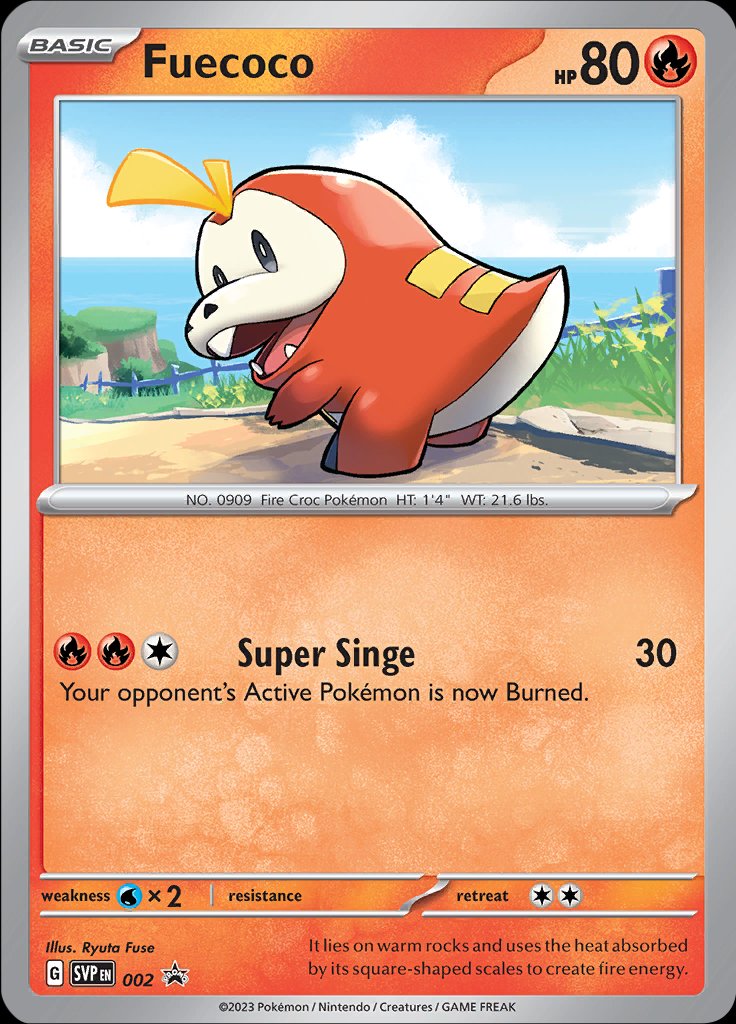 BASIC Fuecoco HP 80
NO. 0909 Fire Croc Pokémon HT: 1'4" WT: 21.6 lbs.
Super Singe 30
Your opponent's Active Pokémon is now Burned.
weakness × 2 resistance retreat
Illus. Ryuta Fuse
It lies on warm rocks and uses the heat absorbed
by its square-shaped scales to create fire energy.
G SVP EN 002 PROMO
©2023 Pokémon / Nintendo / Creatures / GAME FREAK